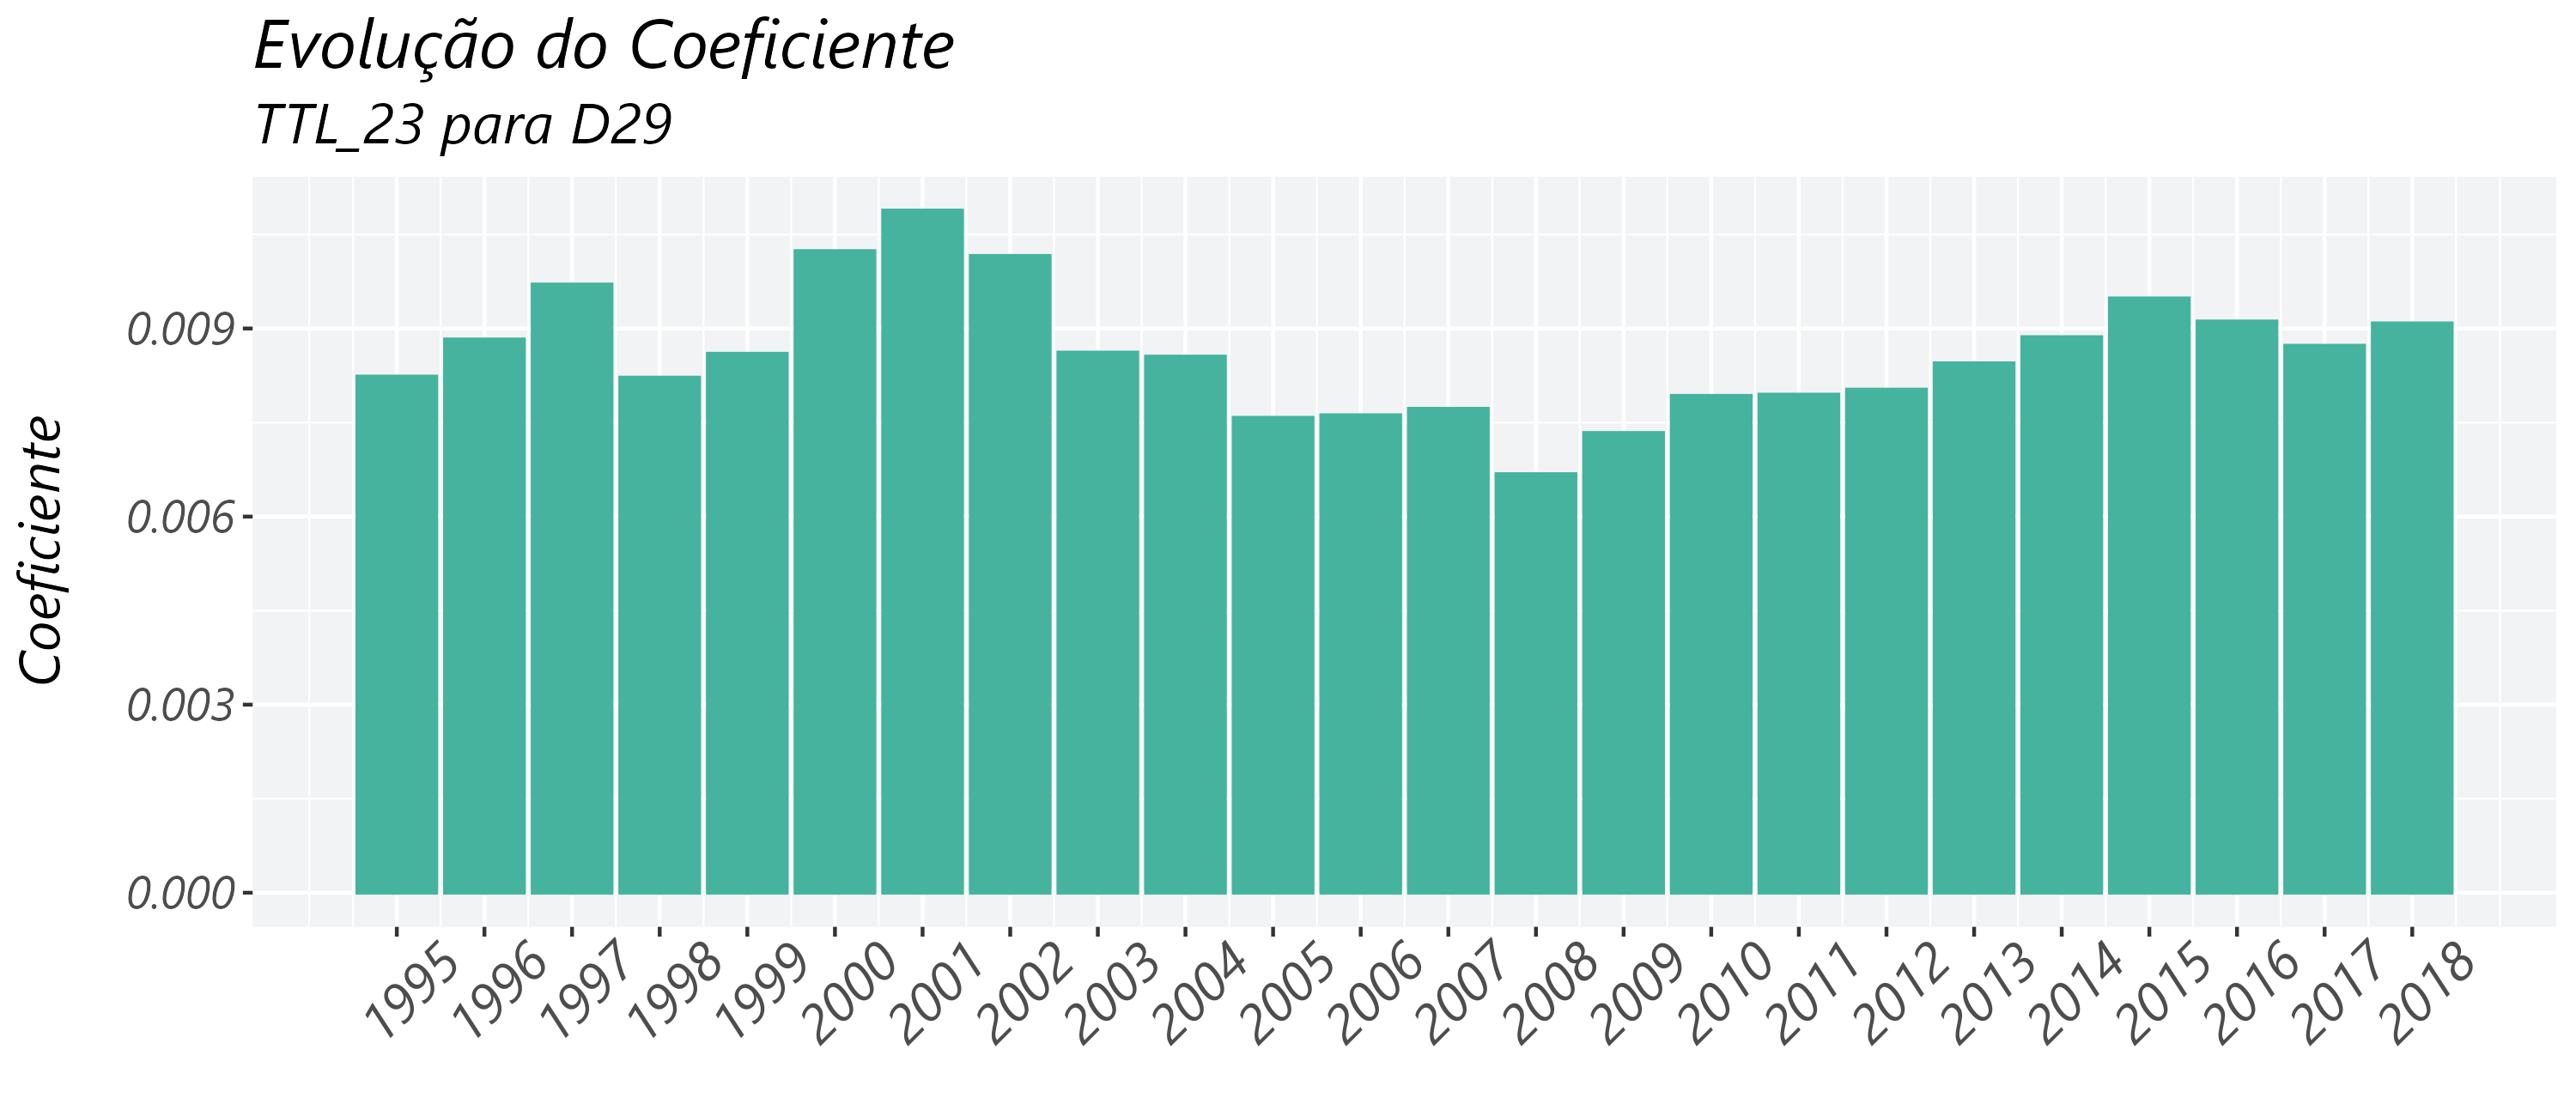 Evolução do Coeficiente
TTL_23 para D29
Coeficiente
0.009
0.006
0.003
0.000
1995 1996 1997 1998 1999 2000 2001 2002 2003 2004 2005 2006 2007 2008 2009 2010 2011 2012 2013 2014 2015 2016 2017 2018